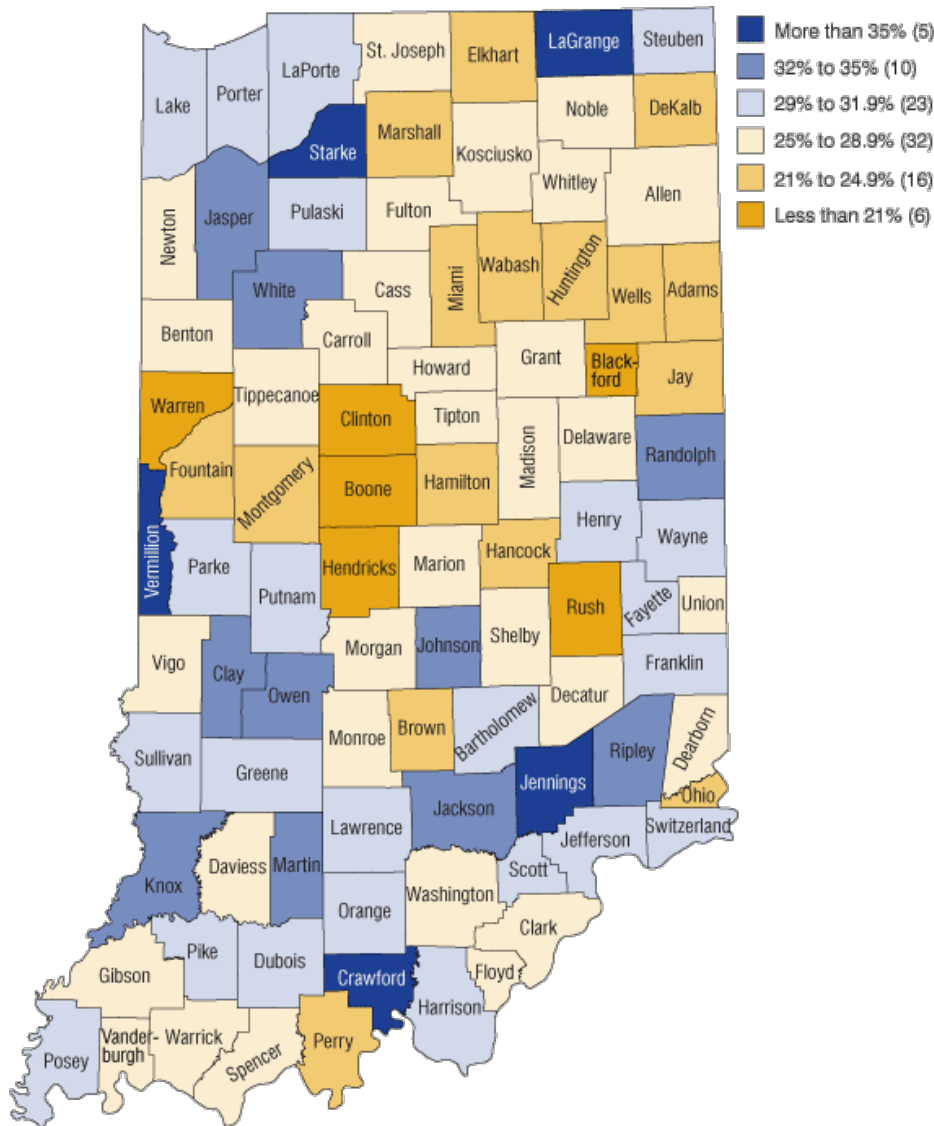 More than 35% (5)
32% to 35% (10)
29% to 31.9% (23)
25% to 28.9% (32)
21% to 24.9% (16)
Less than 21% (6)
St. Joseph
Elkhart
LaGrange
Steuben
LaPorte
Lake
Porter
Noble
DeKalb
Marshall
Starke
Kosciusko
Whitley
Allen
Jasper
Pulaski
Fulton
Newton
Miami
Wabash
Huntington
Wells
Adams
White
Cass
Benton
Carroll
Howard
Grant
Black-
ford
Jay
Warren
Tippecanoe
Clinton
Tipton
Madison
Delaware
Randolph
Fountain
Montgomery
Boone
Hamilton
Henry
Wayne
Vermillion
Parke
Putnam
Hendricks
Marion
Hancock
Rush
Fayette
Union
Vigo
Clay
Owen
Morgan
Johnson
Shelby
Decatur
Franklin
Sullivan
Greene
Monroe
Brown
Bartholomew
Jennings
Ripley
Dearborn
Ohio
Switzerland
Knox
Daviess
Martin
Lawrence
Jackson
Jefferson
Scott
Orange
Washington
Clark
Gibson
Pike
Dubois
Crawford
Harrison
Floyd
Posey
Vander-
burgh
Warrick
Spencer
Perry